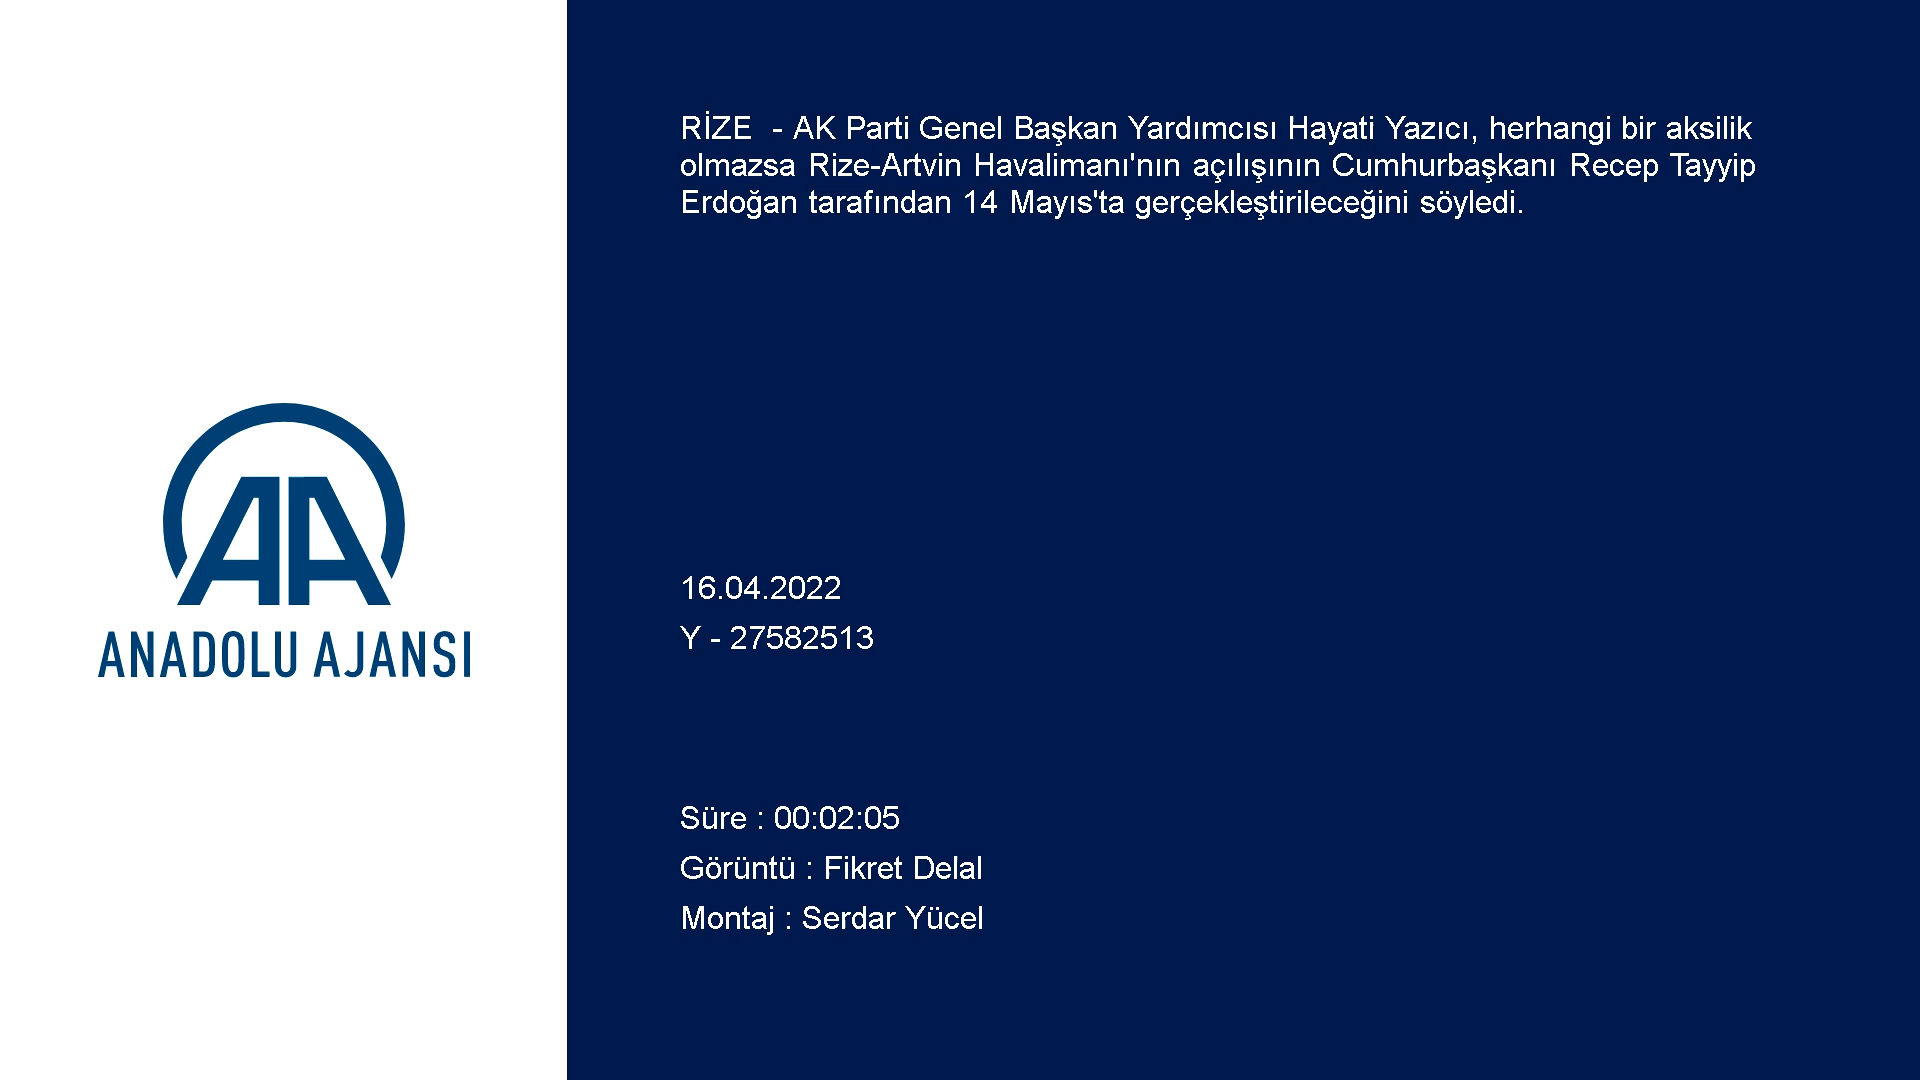 RİZE  - AK Parti Genel Başkan Yardımcısı Hayati Yazıcı, herhangi bir aksilik
olmazsa Rize-Artvin Havalimanı'nın açılışının Cumhurbaşkanı Recep Tayyip
Erdoğan tarafından 14 Mayıs'ta gerçekleştirileceğini söyledi.
AA
ANADOLU AJANSI
16.04.2022
Y - 27582513
Süre : 00:02:05
Görüntü : Fikret Delal
Montaj : Serdar Yücel